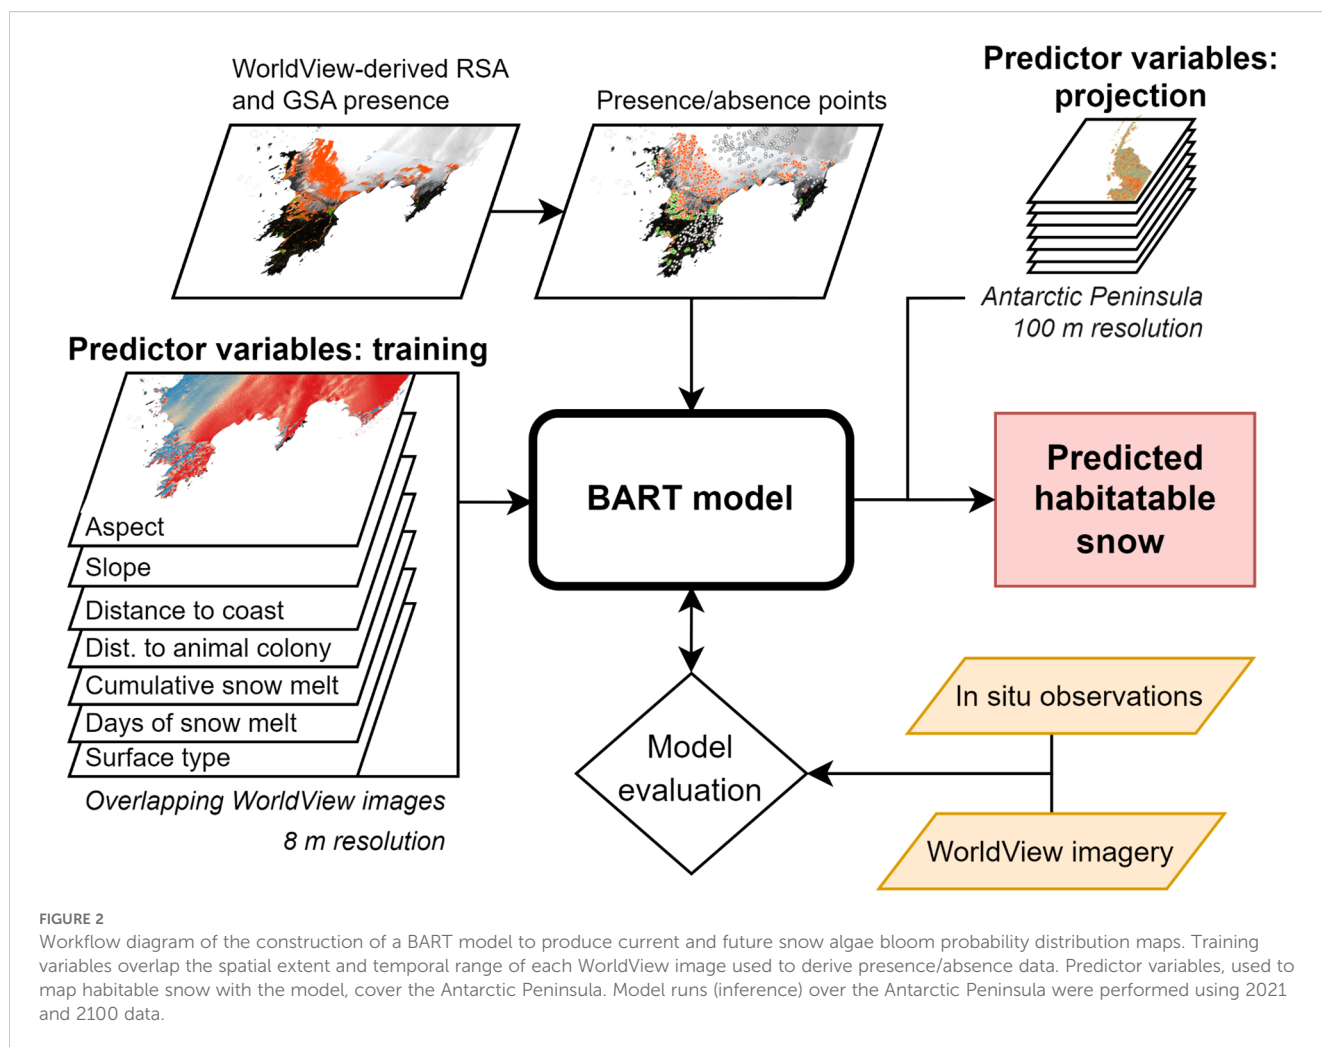 WorldView-derived RSA
and GSA presence
Presence/absence points
Predictor variables:
projection
Antarctic Peninsula
100 m resolution
Predictor variables: training
Aspect
Slope
Distance to coast
Dist. to animal colony
Cumulative snow melt
Days of snow melt
Surface type
Overlapping WorldView images
8 m resolution
BART model
Predicted
habitatable
snow
Model
evaluation
In situ observations
WorldView imagery
FIGURE 2
Workflow diagram of the construction of a BART model to produce current and future snow algae bloom probability distribution maps. Training
variables overlap the spatial extent and temporal range of each WorldView image used to derive presence/absence data. Predictor variables, used to
map habitable snow with the model, cover the Antarctic Peninsula. Model runs (inference) over the Antarctic Peninsula were performed using 2021
and 2100 data.